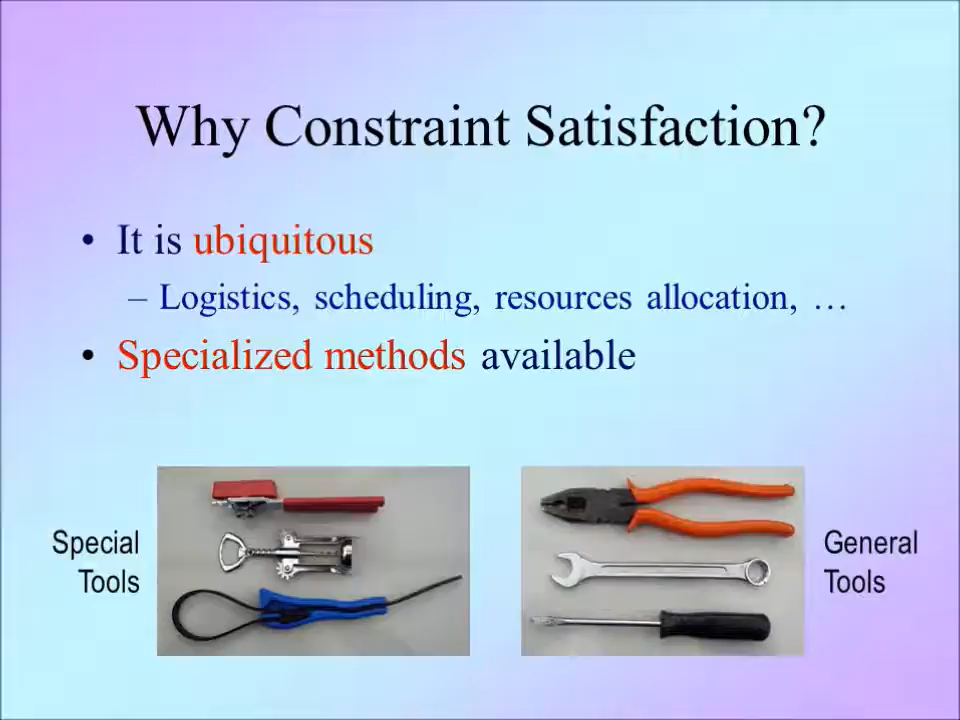 Why Constraint Satisfaction?
• It is ubiquitous
– Logistics, scheduling, resources allocation, …
• Specialized methods available
Special
Tools
General
Tools